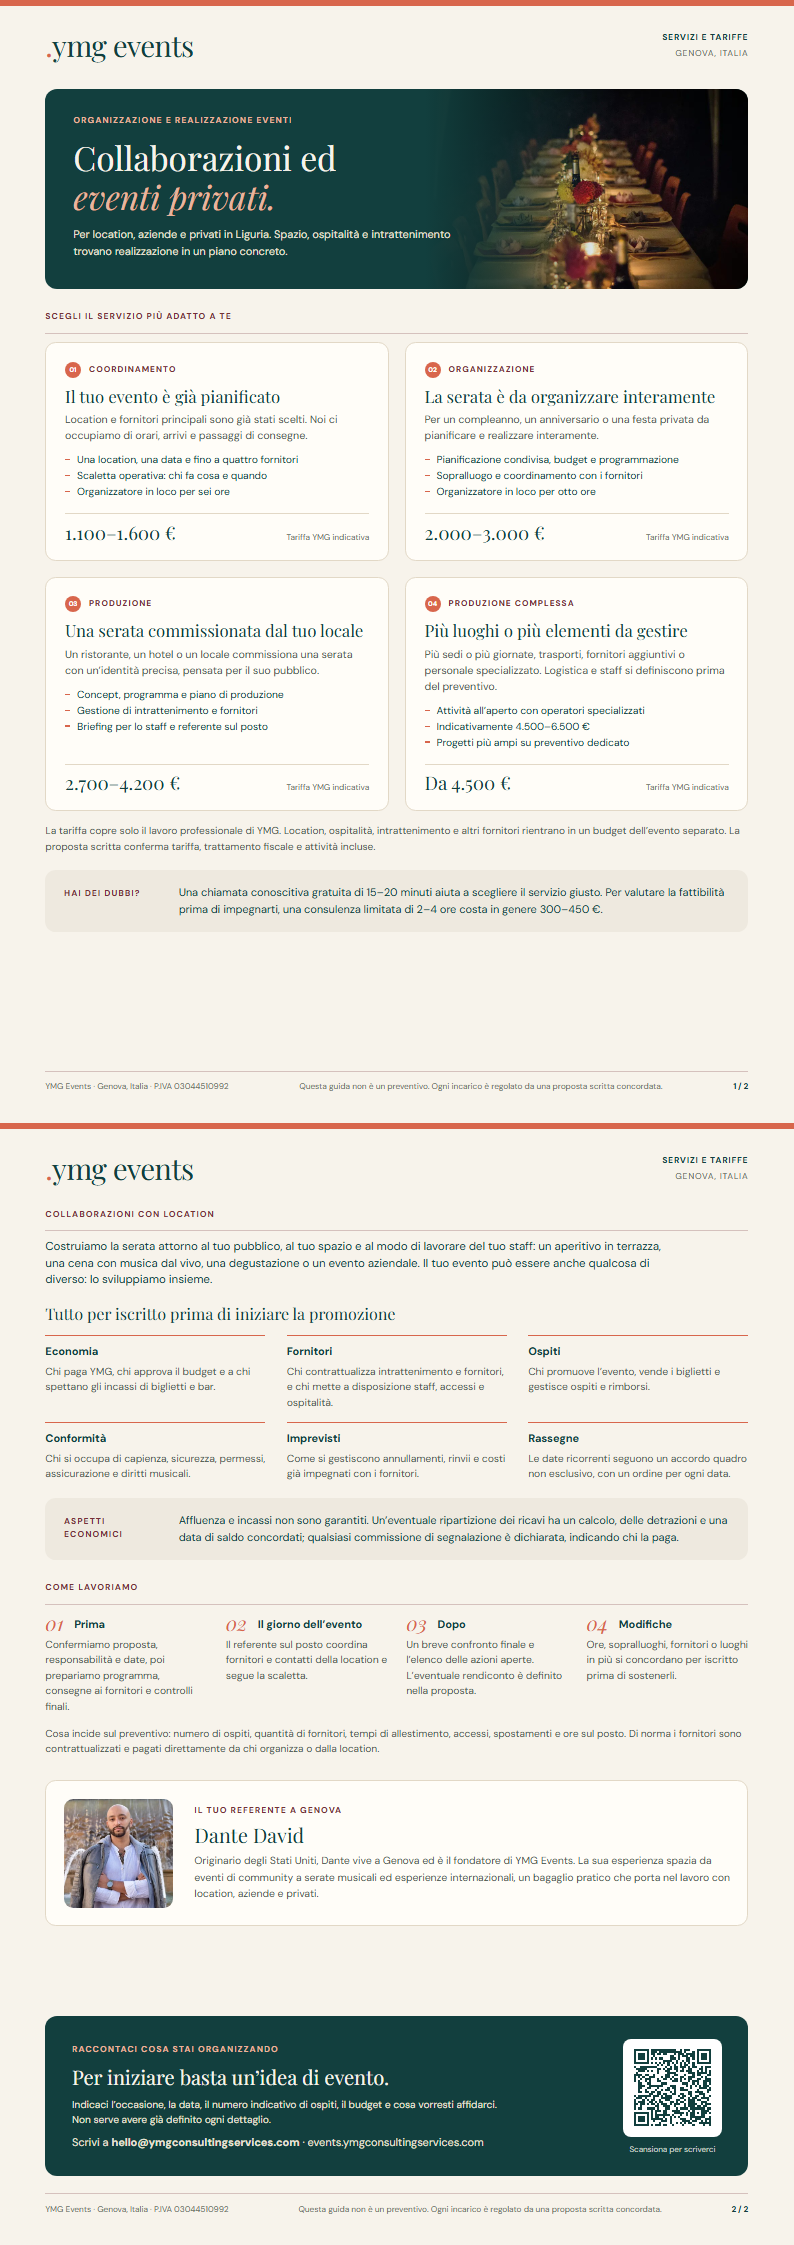 .ymg events
SERVIZI E TARIFFE
GENOVA, ITALIA
ORGANIZZAZIONE E REALIZZAZIONE EVENTI
Collaborazioni ed
eventi privati.
Per location, aziende e privati in Liguria. Spazio, ospitalità e intrattenimento
trovano realizzazione in un piano concreto.
SCEGLI IL SERVIZIO PIÙ ADATTO A TE
01 COORDINAMENTO
Il tuo evento è già pianificato
Location e fornitori principali sono già stati scelti. Noi ci
occupiamo di orari, arrivi e passaggi di consegne.
– Una location, una data e fino a quattro fornitori
– Scaletta operativa: chi fa cosa e quando
– Organizzatore in loco per sei ore
1.100–1.600 €
Tariffa YMG indicativa
02 ORGANIZZAZIONE
La serata è da organizzare interamente
Per un compleanno, un anniversario o una festa privata da
pianificare e realizzare interamente.
– Pianificazione condivisa, budget e programmazione
– Sopralluogo e coordinamento con i fornitori
– Organizzatore in loco per otto ore
2.000–3.000 €
Tariffa YMG indicativa
03 PRODUZIONE
Una serata commissionata dal tuo locale
Un ristorante, un hotel o un locale commissiona una serata
con un’identità precisa, pensata per il suo pubblico.
– Concept, programma e piano di produzione
– Gestione di intrattenimento e fornitori
– Briefing per lo staff e referente sul posto
2.700–4.200 €
Tariffa YMG indicativa
04 PRODUZIONE COMPLESSA
Più luoghi o più elementi da gestire
Più sedi o più giornate, trasporti, fornitori aggiuntivi o
personale specializzato. Logistica e staff si definiscono prima
del preventivo.
– Attività all’aperto con operatori specializzati
– Indicativamente 4.500–6.500 €
– Progetti più ampi su preventivo dedicato
Da 4.500 €
Tariffa YMG indicativa
La tariffa copre solo il lavoro professionale di YMG. Location, ospitalità, intrattenimento e altri fornitori rientrano in un budget dell’evento separato. La
proposta scritta conferma tariffa, trattamento fiscale e attività incluse.
HAI DEI DUBBI?
Una chiamata conoscitiva gratuita di 15–20 minuti aiuta a scegliere il servizio giusto. Per valutare la fattibilità
prima di impegnarti, una consulenza limitata di 2–4 ore costa in genere 300–450 €.
YMG Events · Genova, Italia · P.IVA 03044510992
Questa guida non è un preventivo. Ogni incarico è regolato da una proposta scritta concordata.
1 / 2
.ymg events
SERVIZI E TARIFFE
GENOVA, ITALIA
COLLABORAZIONI CON LOCATION
Costruiamo la serata attorno al tuo pubblico, al tuo spazio e al modo di lavorare del tuo staff: un aperitivo in terrazza,
una cena con musica dal vivo, una degustazione o un evento aziendale. Il tuo evento può essere anche qualcosa di
diverso: lo sviluppiamo insieme.
Tutto per iscritto prima di iniziare la promozione
Economia
Chi paga YMG, chi approva il budget e a chi
spettano gli incassi di biglietti e bar.
Fornitori
Chi contrattualizza intrattenimento e fornitori,
e chi mette a disposizione staff, accessi e
ospitalità.
Ospiti
Chi promuove l’evento, vende i biglietti e
gestisce ospiti e rimborsi.
Conformità
Chi si occupa di capienza, sicurezza, permessi,
assicurazione e diritti musicali.
Imprevisti
Come si gestiscono annullamenti, rinvii e costi
già impegnati con i fornitori.
Rassegne
Le date ricorrenti seguono un accordo quadro
non esclusivo, con un ordine per ogni data.
ASPETTI
ECONOMICI
Affluenza e incassi non sono garantiti. Un’eventuale ripartizione dei ricavi ha un calcolo, delle detrazioni e una
data di saldo concordati; qualsiasi commissione di segnalazione è dichiarata, indicando chi la paga.
COME LAVORIAMO
01 Prima
Confermiamo proposta,
responsabilità e date, poi
prepariamo programma,
consegne ai fornitori e controlli
finali.
02 Il giorno dell’evento
Il referente sul posto coordina
fornitori e contatti della location e
segue la scaletta.
03 Dopo
Un breve confronto finale e
l’elenco delle azioni aperte.
L’eventuale rendiconto è definito
nella proposta.
04 Modifiche
Ore, sopralluoghi, fornitori o luoghi
in più si concordano per iscritto
prima di sostenerli.
Cosa incide sul preventivo: numero di ospiti, quantità di fornitori, tempi di allestimento, accessi, spostamenti e ore sul posto. Di norma i fornitori sono
contrattualizzati e pagati direttamente da chi organizza o dalla location.
IL TUO REFERENTE A GENOVA
Dante David
Originario degli Stati Uniti, Dante vive a Genova ed è il fondatore di YMG Events. La sua esperienza spazia da
eventi di community a serate musicali ed esperienze internazionali, un bagaglio pratico che porta nel lavoro con
location, aziende e privati.
RACCONTACI COSA STAI ORGANIZZANDO
Per iniziare basta un’idea di evento.
Indicaci l’occasione, la data, il numero indicativo di ospiti, il budget e cosa vorresti affidarci.
Non serve avere già definito ogni dettaglio.
Scrivi a hello@ymgconsultingservices.com · events.ymgconsultingservices.com
Scansiona per scriverci
YMG Events · Genova, Italia · P.IVA 03044510992
Questa guida non è un preventivo. Ogni incarico è regolato da una proposta scritta concordata.
2 / 2